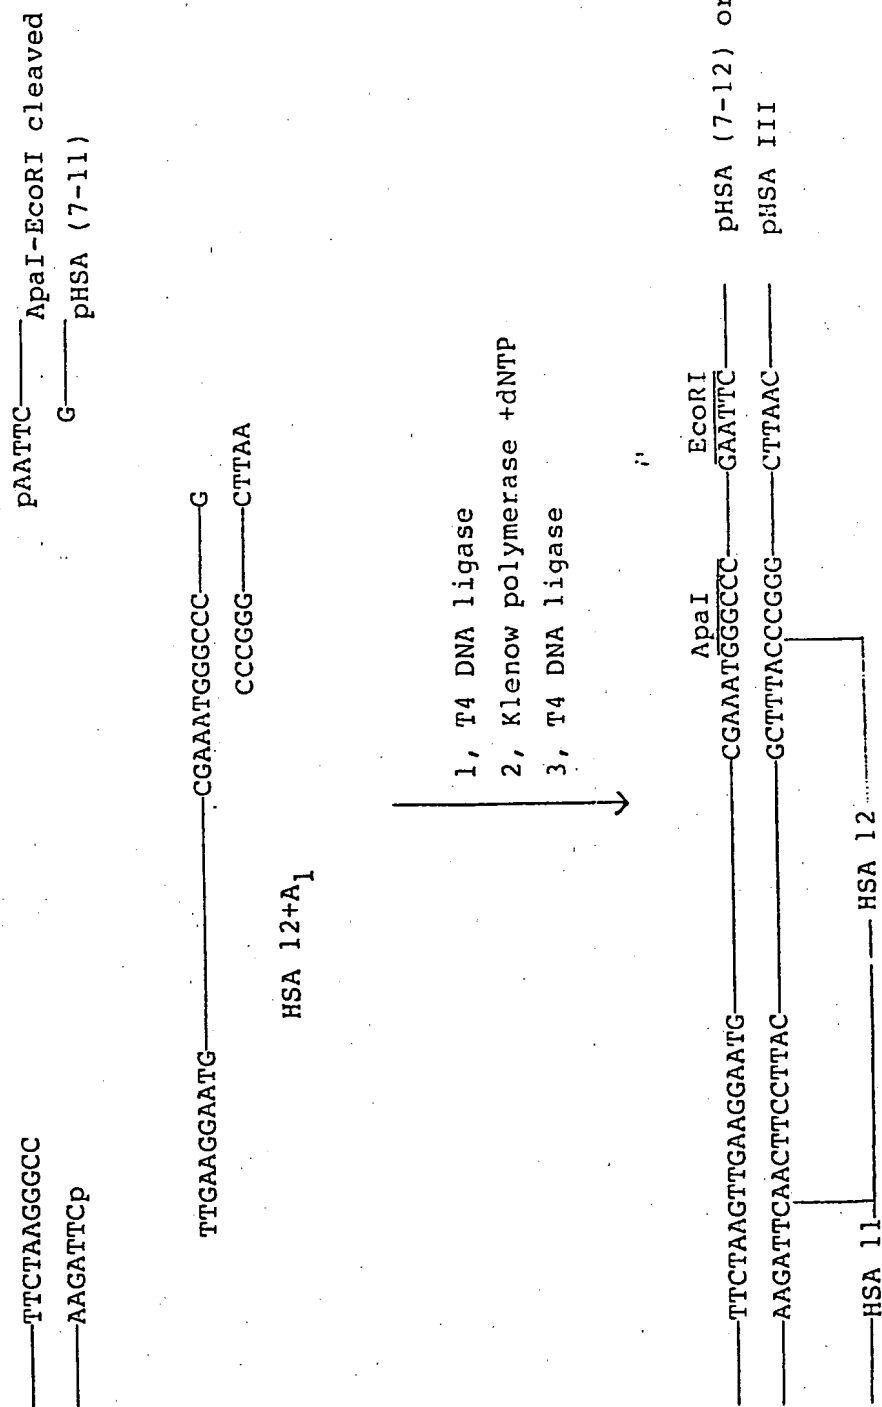 TTCTAAGGGCC pAATTC
ApaI-EcoRI cleaved
AAGATTCp G
pHSA (7-11)
TTGAAGGAATG CGAAATGGGCCC G
CCCGGG CTTAA
HSA 12+A1
1, T4 DNA ligase
2, Klenow polymerase +dNTP
3, T4 DNA ligase
ApaI EcoRI
TTCTAAGTTGAAGGAATG CGAAATGGGCCC GAATTC pHSA (7-12) or
AAGATTCAACTTCCTTAC GCTTTACCCGGG CTTAAC pHSA III
HSA 11 HSA 12